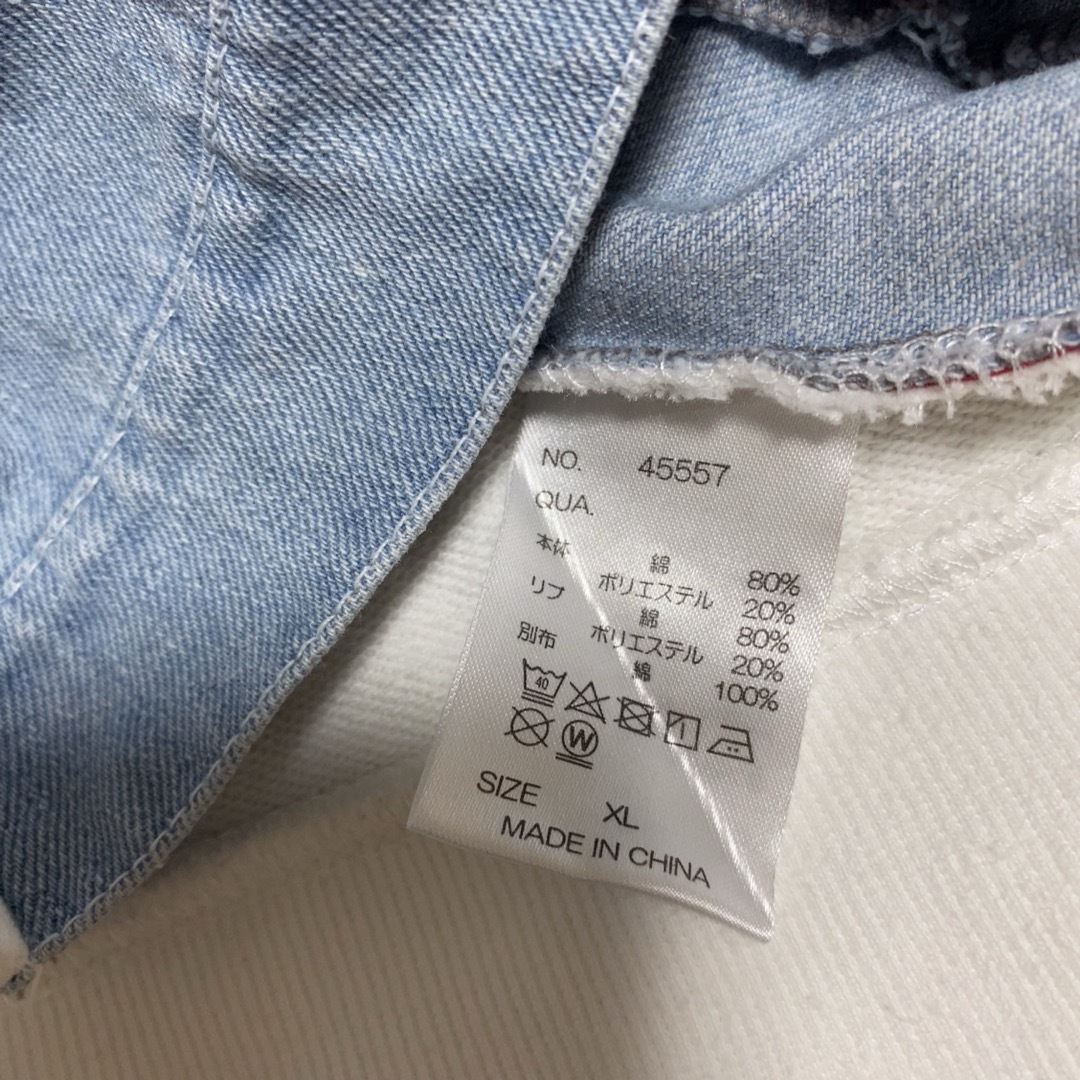 NO. 45557
QUA.
本体 綿 80%
ポリエステル 20%
リブ 綿 80%
ポリエステル 20%
別布 綿 100%
40
W
SIZE XL
MADE IN CHINA